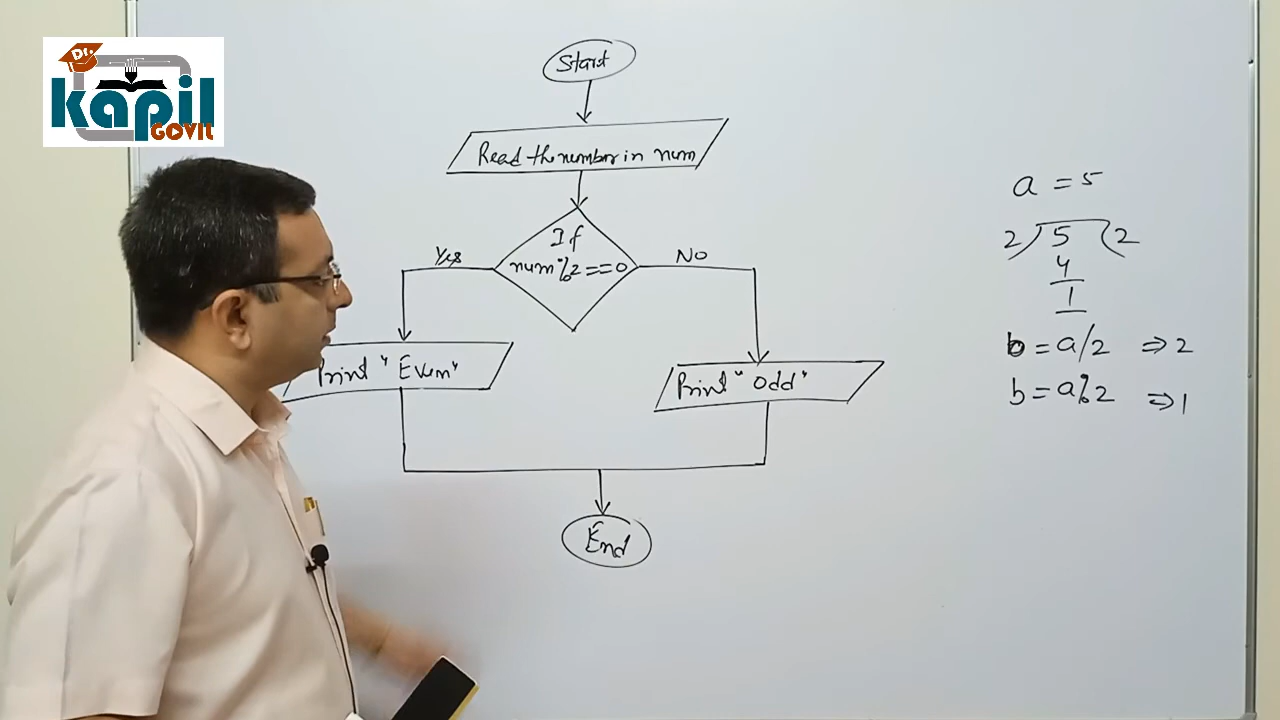 Dr.
Kapil
GOVIL
Start
Read the number in num
If
num%2==0
Yes
No
Print "Even"
Print "Odd"
End
a = 5
2)5(2
4
1
b = a/2 ⇒ 2
b = a%2 ⇒ 1